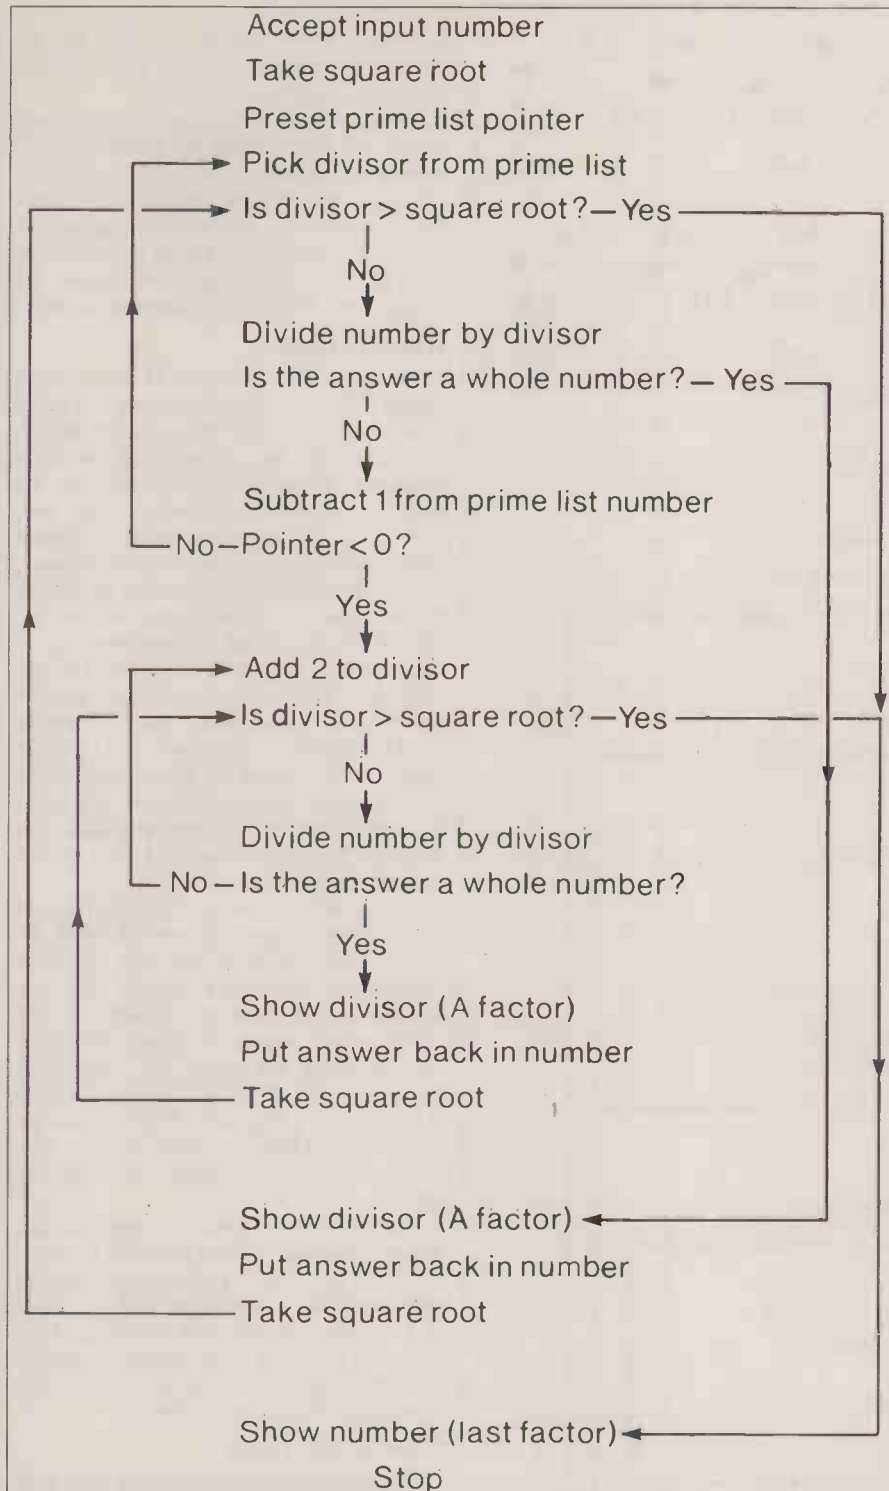 Accept input number
Take square root
Preset prime list pointer
Pick divisor from prime list
Is divisor > square root? — Yes
No
Divide number by divisor
Is the answer a whole number? — Yes
No
Subtract 1 from prime list number
No – Pointer < 0?
Yes
Add 2 to divisor
Is divisor > square root? — Yes
No
Divide number by divisor
No – Is the answer a whole number?
Yes
Show divisor (A factor)
Put answer back in number
Take square root
Show divisor (A factor)
Put answer back in number
Take square root
Show number (last factor)
Stop